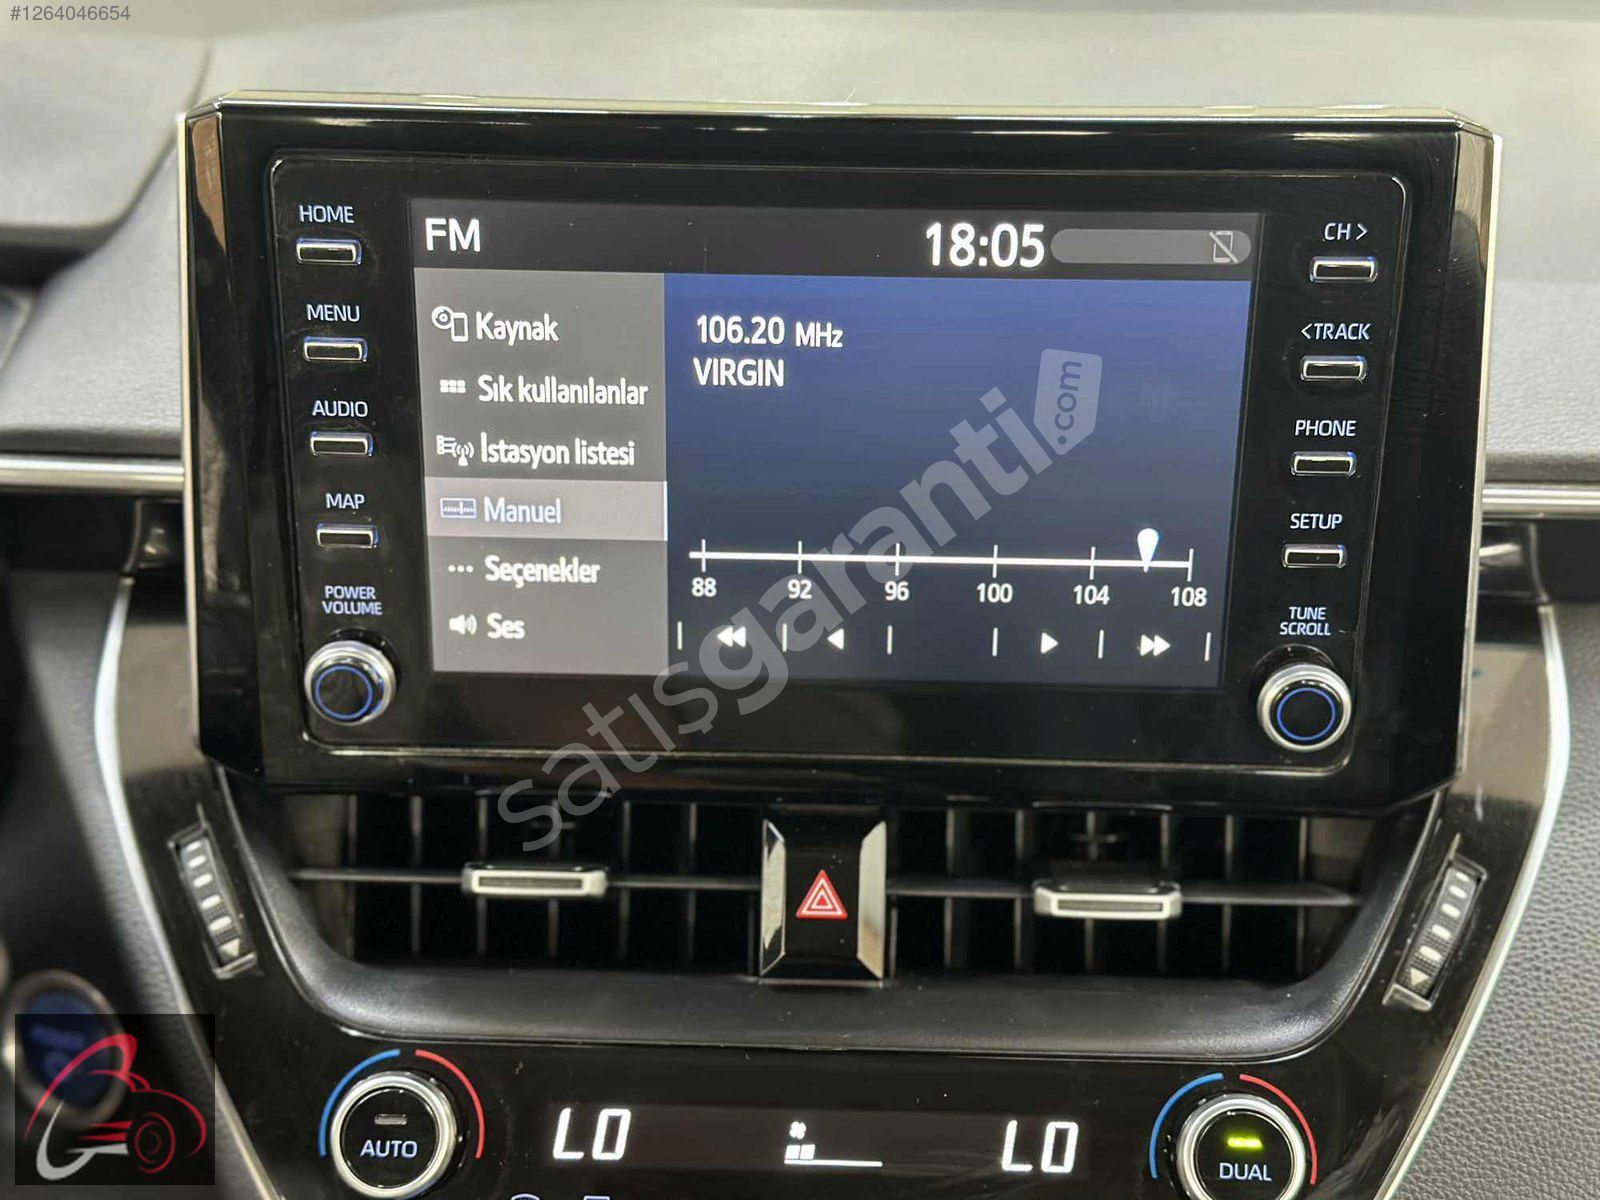 #1264046654
HOME
MENU
AUDIO
MAP
POWER
VOLUME
FM
18:05
Kaynak
Sık kullanılanlar
İstasyon listesi
Manuel
Seçenekler
Ses
106.20 MHz
VIRGIN
88 92 96 100 104 108
CH >
<TRACK
PHONE
SETUP
TUNE
SCROLL
satışgaranti.com
AUTO
LO
LO
DUAL